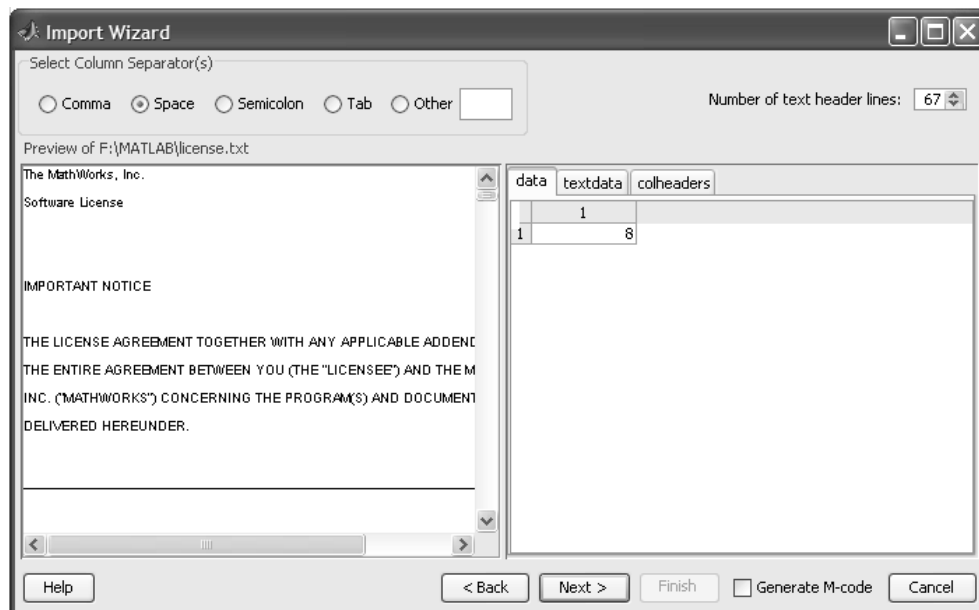 Import Wizard
Select Column Separator(s)
Comma Space Semicolon Tab Other
Number of text header lines: 67
Preview of F:\MATLAB\license.txt
The MathWorks, Inc.
Software License
IMPORTANT NOTICE
THE LICENSE AGREEMENT TOGETHER WITH ANY APPLICABLE ADDEND
THE ENTIRE AGREEMENT BETWEEN YOU (THE "LICENSEE") AND THE M
INC. ("MATHWORKS") CONCERNING THE PROGRAM(S) AND DOCUMENT
DELIVERED HEREUNDER.
data textdata colheaders
1
1 8
Help < Back Next > Finish Generate M-code Cancel